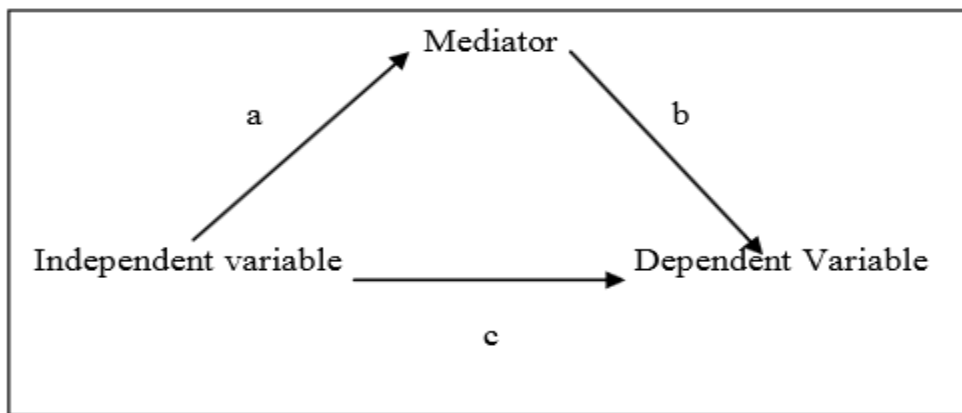 Mediator
a
b
Independent variable
Dependent Variable
c